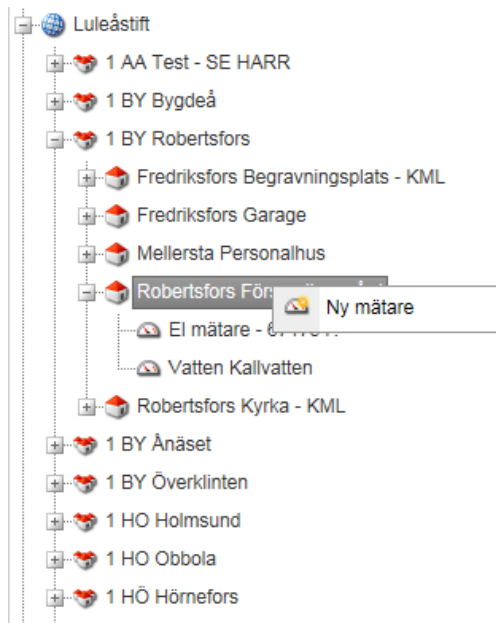 Luleåstift
1 AA Test - SE HARR
1 BY Bygdeå
1 BY Robertsfors
Fredriksfors Begravningsplats - KML
Fredriksfors Garage
Mellersta Personalhus
Robertsfors
Ny mätare
El mätare -
Vatten Kallvatten
Robertsfors Kyrka - KML
1 BY Ånäset
1 BY Överklinten
1 HO Holmsund
1 HO Obbola
1 HÖ Hörnefors